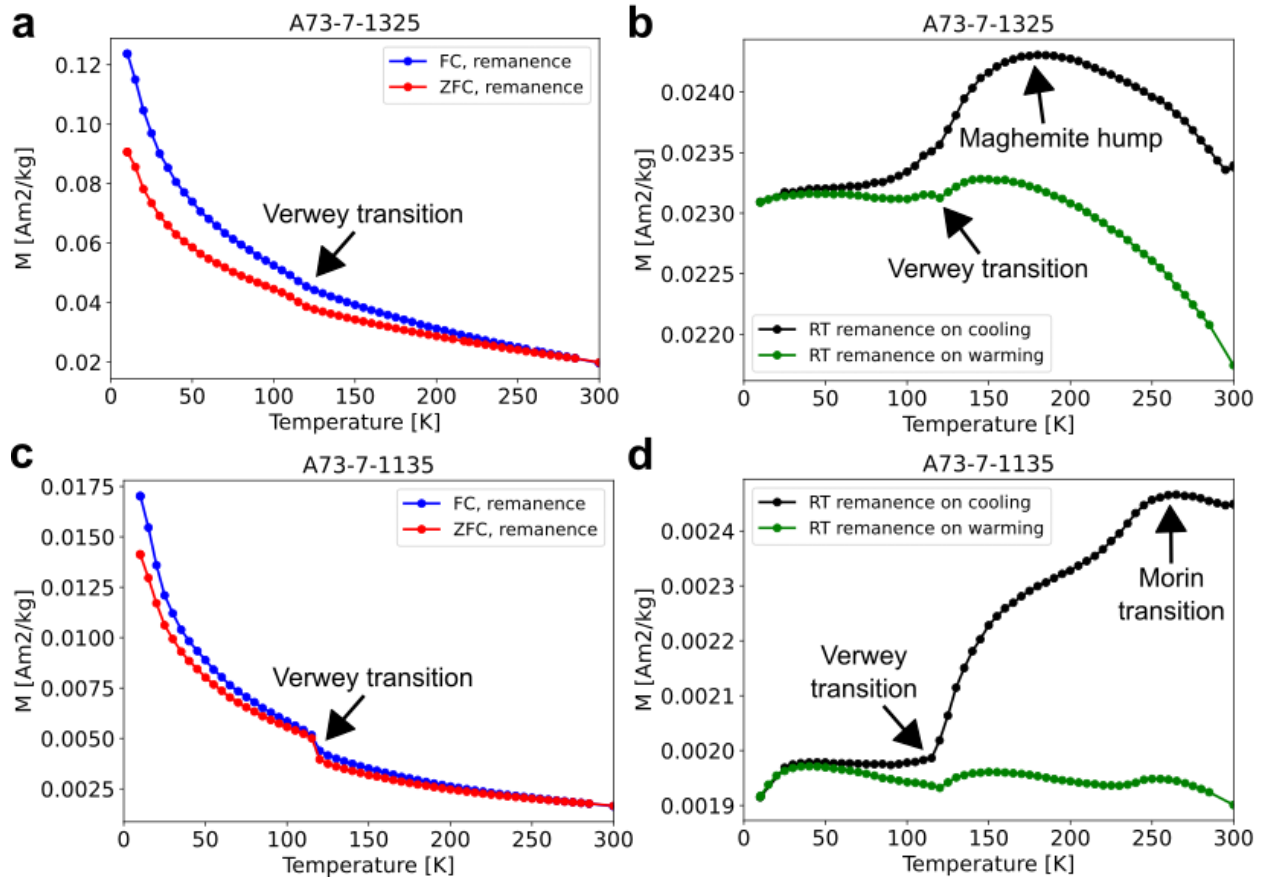 a
A73-7-1325
FC, remanence
ZFC, remanence
Verwey transition
M [Am2/kg]
0.12
0.10
0.08
0.06
0.04
0.02
0 50 100 150 200 250 300
Temperature [K]
b
A73-7-1325
Maghemite hump
Verwey transition
RT remanence on cooling
RT remanence on warming
M [Am2/kg]
0.0240
0.0235
0.0230
0.0225
0.0220
0 50 100 150 200 250 300
Temperature [K]
c
A73-7-1135
FC, remanence
ZFC, remanence
Verwey transition
M [Am2/kg]
0.0175
0.0150
0.0125
0.0100
0.0075
0.0050
0.0025
0 50 100 150 200 250 300
Temperature [K]
d
A73-7-1135
RT remanence on cooling
RT remanence on warming
Morin
transition
Verwey
transition
M [Am2/kg]
0.0024
0.0023
0.0022
0.0021
0.0020
0.0019
0 50 100 150 200 250 300
Temperature [K]